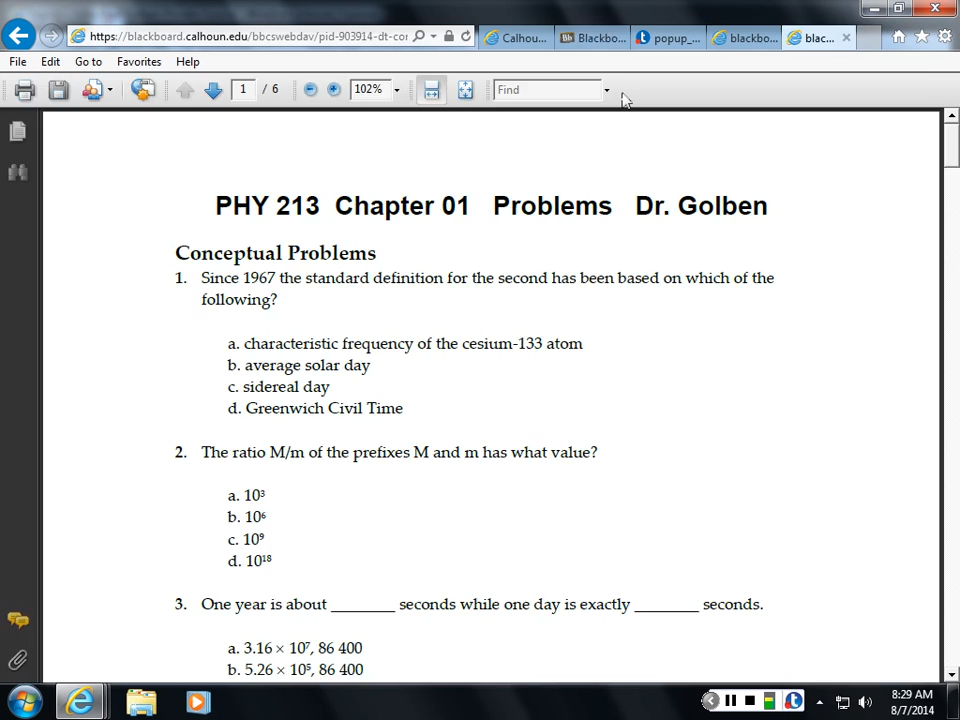 https://blackboard.calhoun.edu/bbcswebdav/pid-903914-dt-cor
Calhou...
Bb Blackbo...
popup_...
blackbo...
blac...
File Edit Go to Favorites Help
1 / 6 102% Find
PHY 213 Chapter 01 Problems Dr. Golben
Conceptual Problems
1. Since 1967 the standard definition for the second has been based on which of the
following?
a. characteristic frequency of the cesium-133 atom
b. average solar day
c. sidereal day
d. Greenwich Civil Time
2. The ratio M/m of the prefixes M and m has what value?
a. 10³
b. 10⁶
c. 10⁹
d. 10¹⁸
3. One year is about ________ seconds while one day is exactly ________ seconds.
a. 3.16 × 10⁷, 86 400
b. 5.26 × 10⁵, 86 400
8:29 AM
8/7/2014